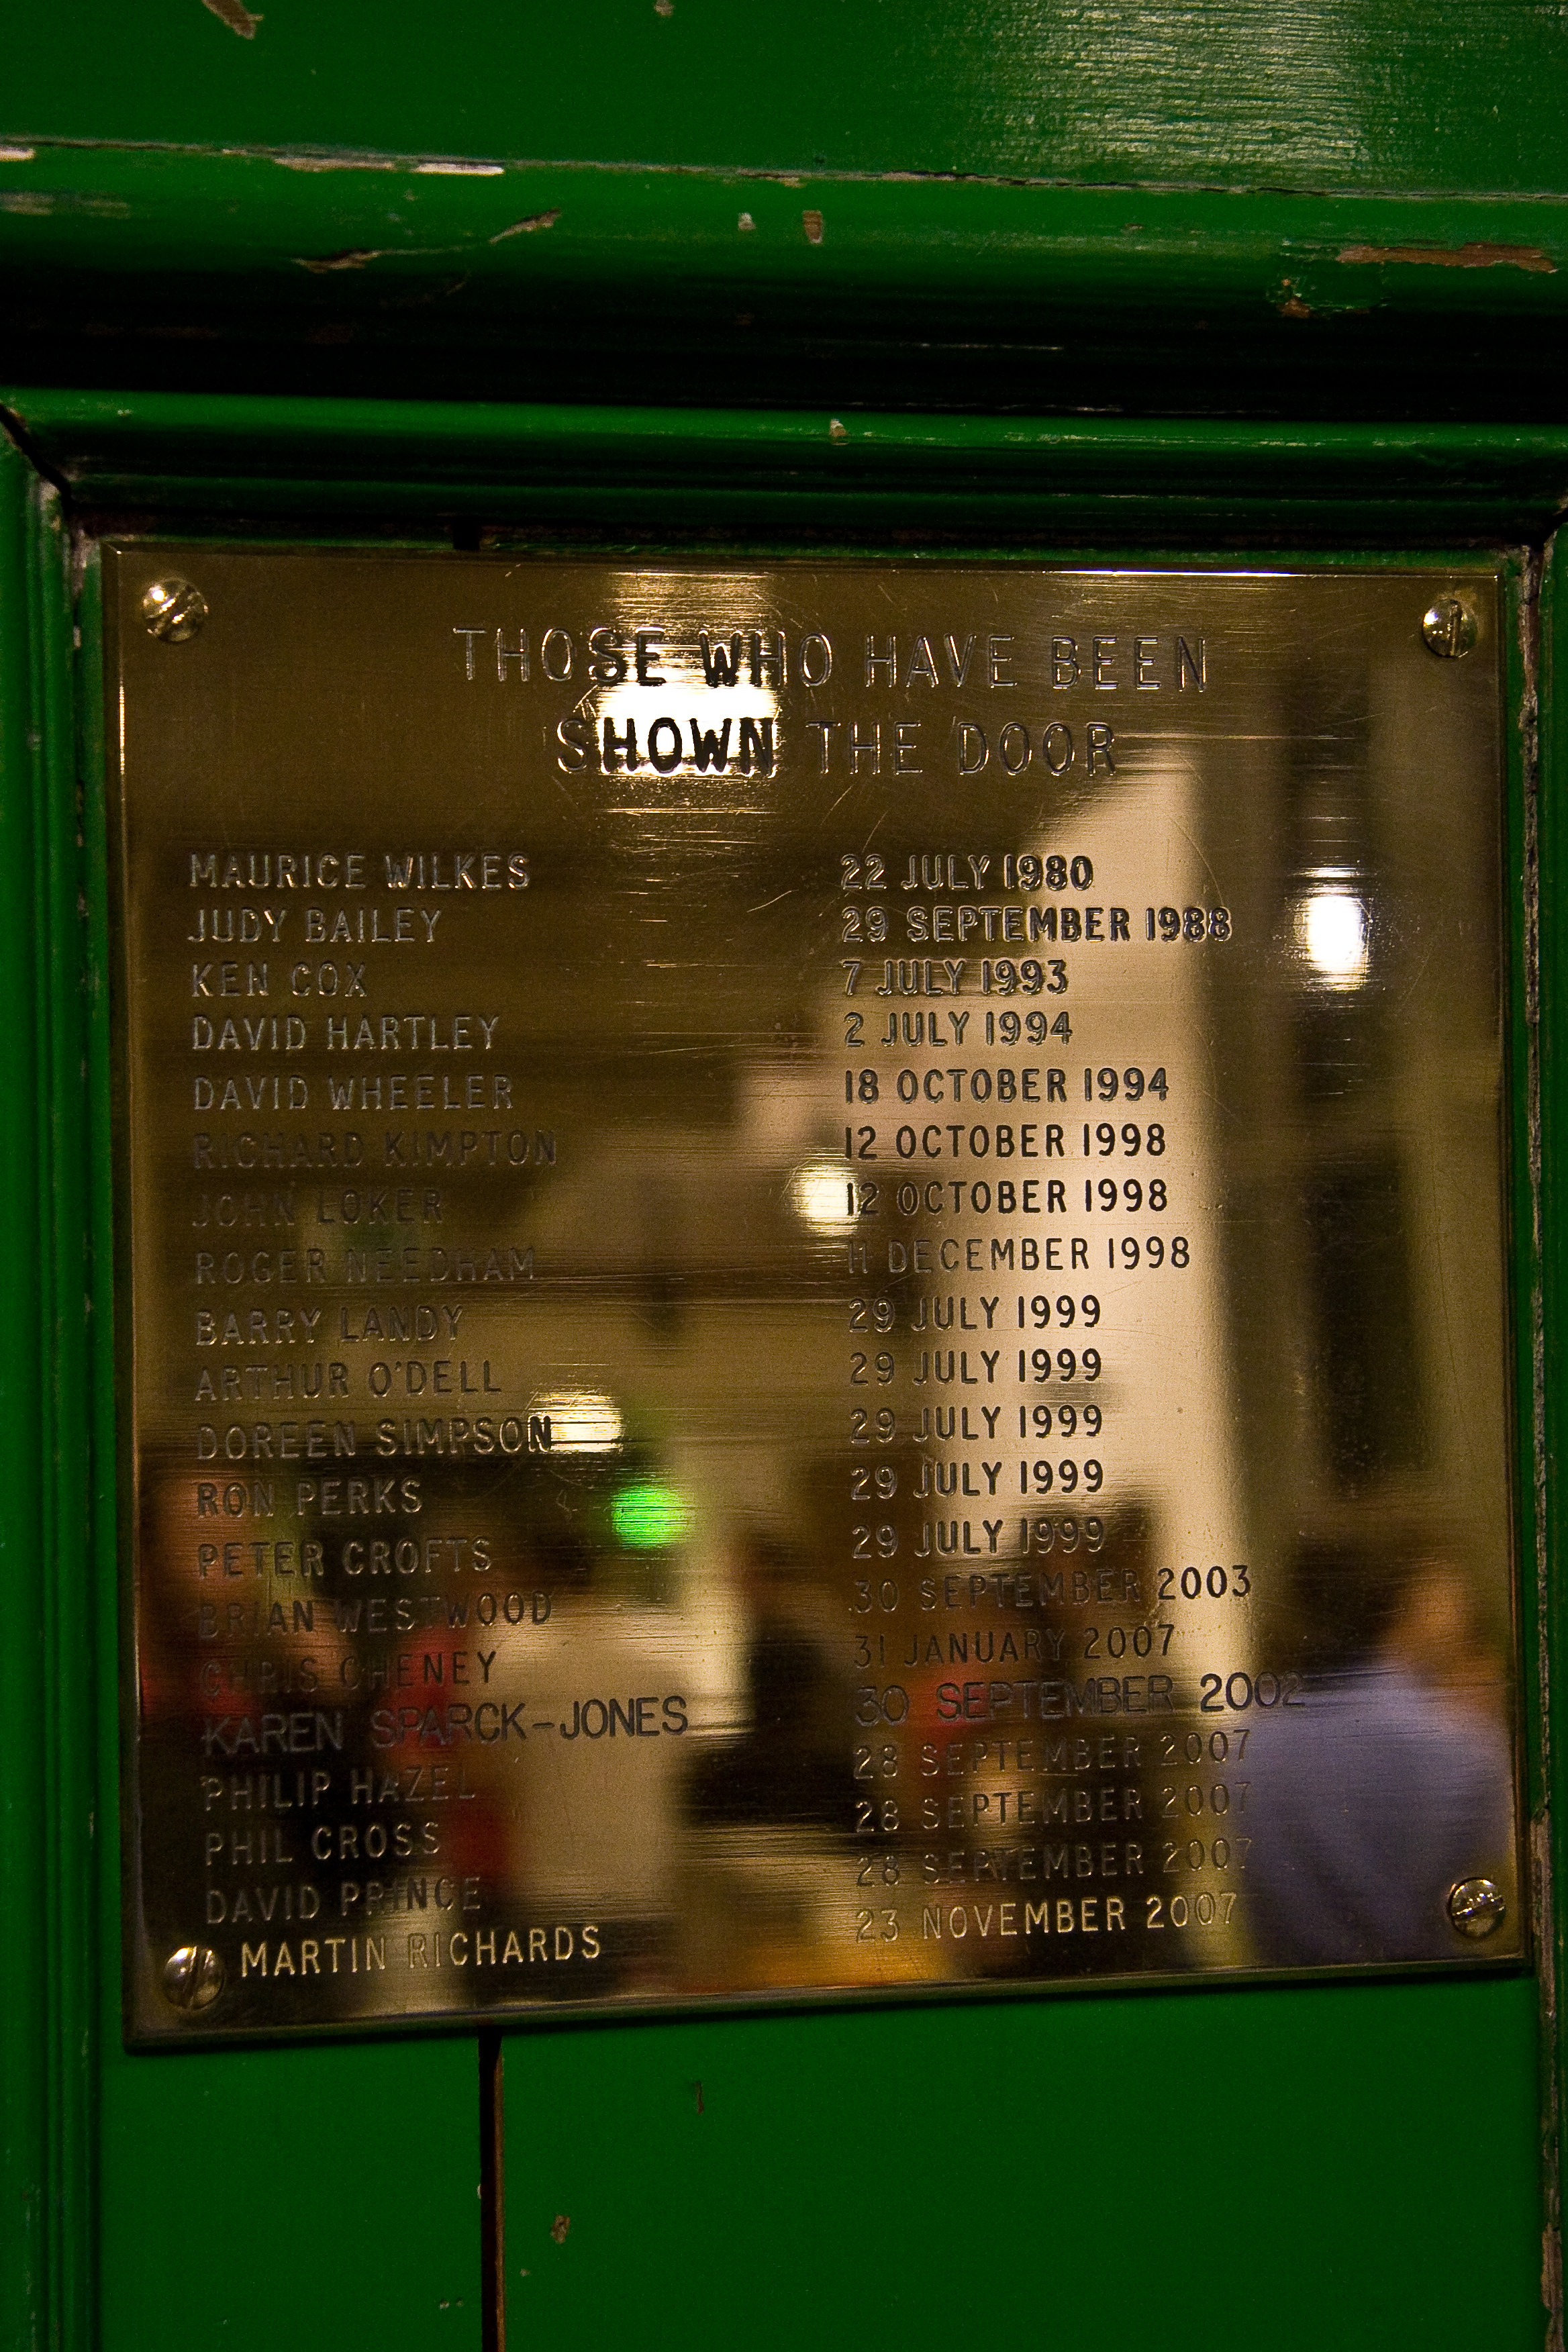 THOSE WHO HAVE BEEN
SHOWN THE DOOR
MAURICE WILKES 22 JULY 1980
JUDY BAILEY 29 SEPTEMBER 1988
KEN COX 7 JULY 1993
DAVID HARTLEY 2 JULY 1994
DAVID WHEELER 18 OCTOBER 1994
RICHARD KIMPTON 12 OCTOBER 1998
JOHN LOKER 12 OCTOBER 1998
ROGER NEEDHAM 11 DECEMBER 1998
BARRY LANDY 29 JULY 1999
ARTHUR O'DELL 29 JULY 1999
DOREEN SIMPSON 29 JULY 1999
RON PERKS 29 JULY 1999
PETER CROFTS 29 JULY 1999
BRIAN WESTWOOD 30 SEPTEMBER 2003
CHRIS CHENEY 31 JANUARY 2007
KAREN SPARCK-JONES 30 SEPTEMBER 2002
PHILIP HAZEL 28 SEPTEMBER 2007
PHIL CROSS 28 SEPTEMBER 2007
DAVID PRINCE 28 SEPTEMBER 2007
MARTIN RICHARDS 23 NOVEMBER 2007